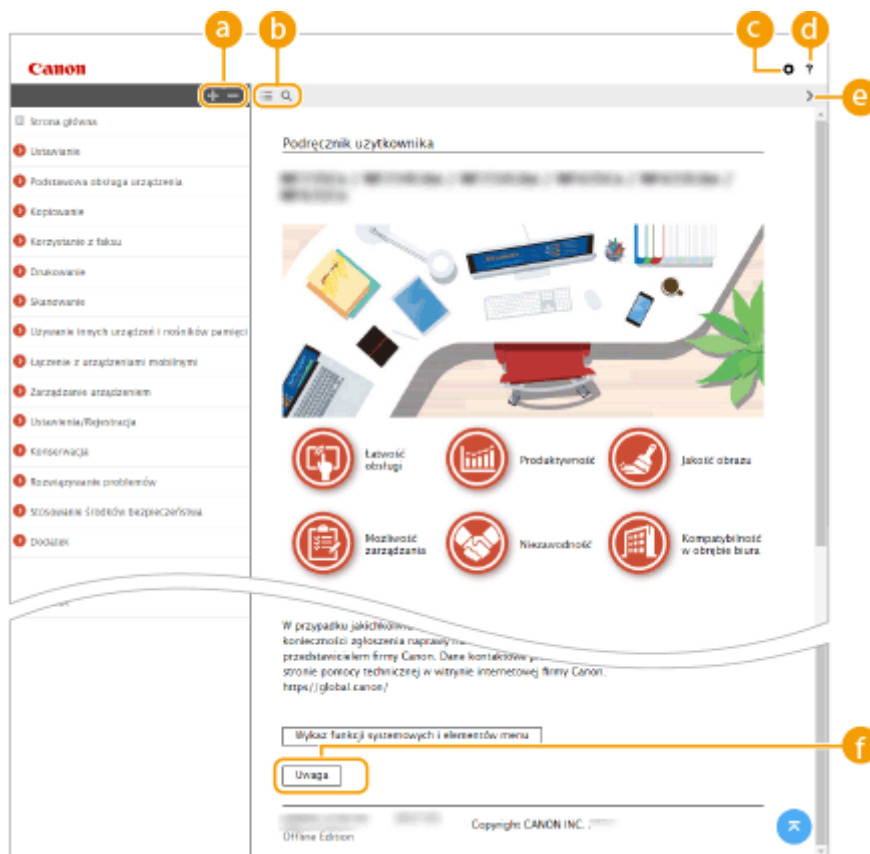 a
b
c
d
Canon
?
e
Strona główna
Ustawianie
Podstawowa obsługa urządzenia
Kopiowanie
Korzystanie z faksu
Drukowanie
Skanowanie
Używanie innych urządzeń i nośników pamięci
Łączenie z urządzeniami mobilnymi
Zarządzanie urządzeniem
Ustawienia/Rejestracja
Konserwacja
Rozwiązywanie problemów
Stosowanie środków bezpieczeństwa
Dodatek
Podręcznik użytkownika
Łatwość
obsługi
Produktywność
Jakość obrazu
Możliwość
zarządzania
Niezawodność
Kompatybilność
w obrębie biura
W przypadku
konieczności zgłoszenia naprawy
przedstawicielem firmy Canon. Dane kontaktowe
stronie pomocy technicznej w witrynie internetowej firmy Canon.
https://global.canon/
Wykaz funkcji systemowych i elementów menu
f
Uwaga
Copyright CANON INC.
Offline Edition